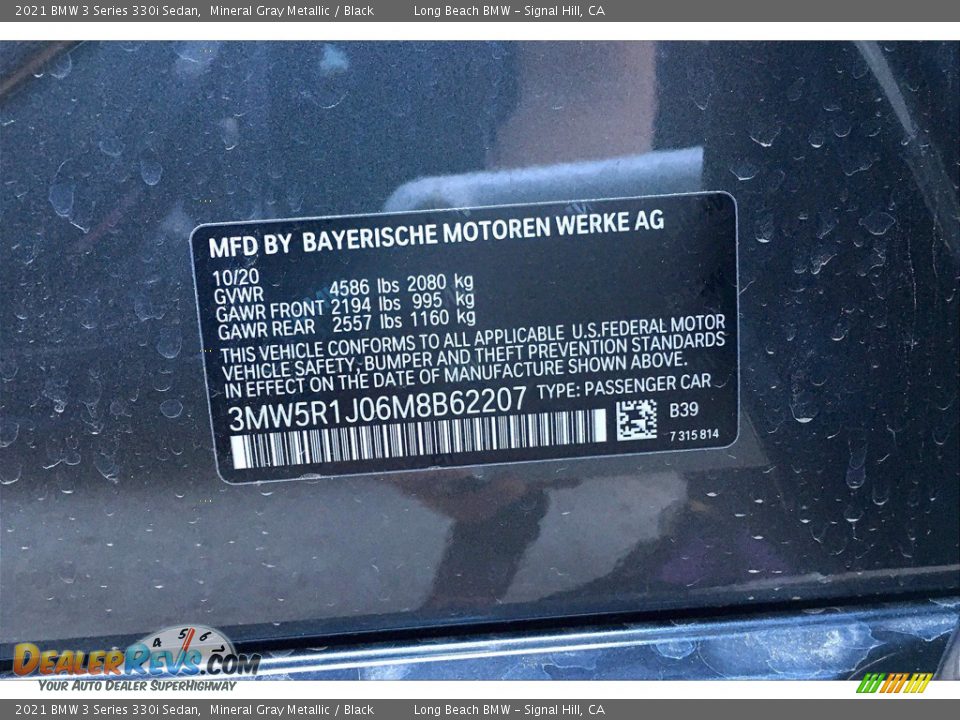 2021 BMW 3 Series 330i Sedan, Mineral Gray Metallic / Black Long Beach BMW - Signal Hill, CA
MFD BY BAYERISCHE MOTOREN WERKE AG
10/20
GVWR 4586 lbs 2080 kg
GAWR FRONT 2194 lbs 995 kg
GAWR REAR 2557 lbs 1160 kg
THIS VEHICLE CONFORMS TO ALL APPLICABLE U.S.FEDERAL MOTOR
VEHICLE SAFETY, BUMPER AND THEFT PREVENTION STANDARDS
IN EFFECT ON THE DATE OF MANUFACTURE SHOWN ABOVE.
3MW5R1J06M8B62207 TYPE: PASSENGER CAR
B39
7 315 814
4 5 6
DEALERREVS.COM
YOUR AUTO DEALER SUPERHIGHWAY
2021 BMW 3 Series 330i Sedan, Mineral Gray Metallic / Black Long Beach BMW - Signal Hill, CA